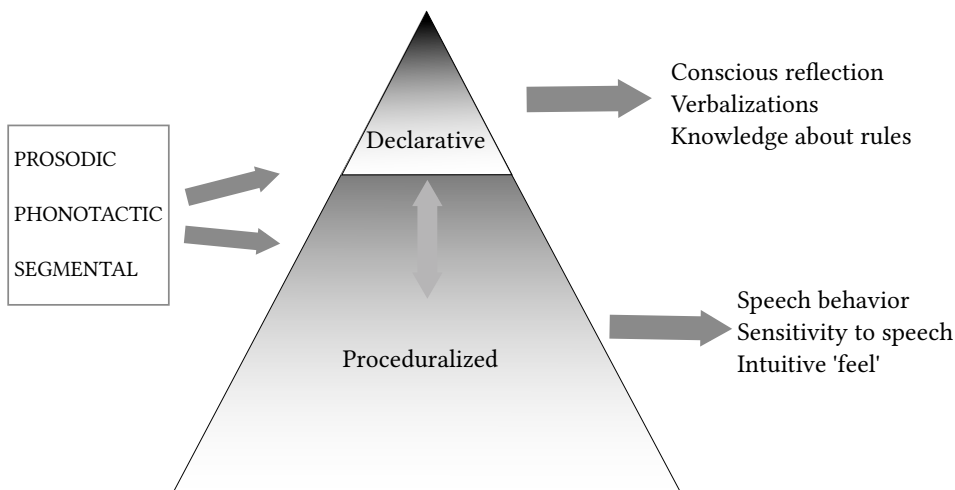 PROSODIC
PHONOTACTIC
SEGMENTAL
Declarative
Proceduralized
Conscious reflection
Verbalizations
Knowledge about rules
Speech behavior
Sensitivity to speech
Intuitive 'feel'